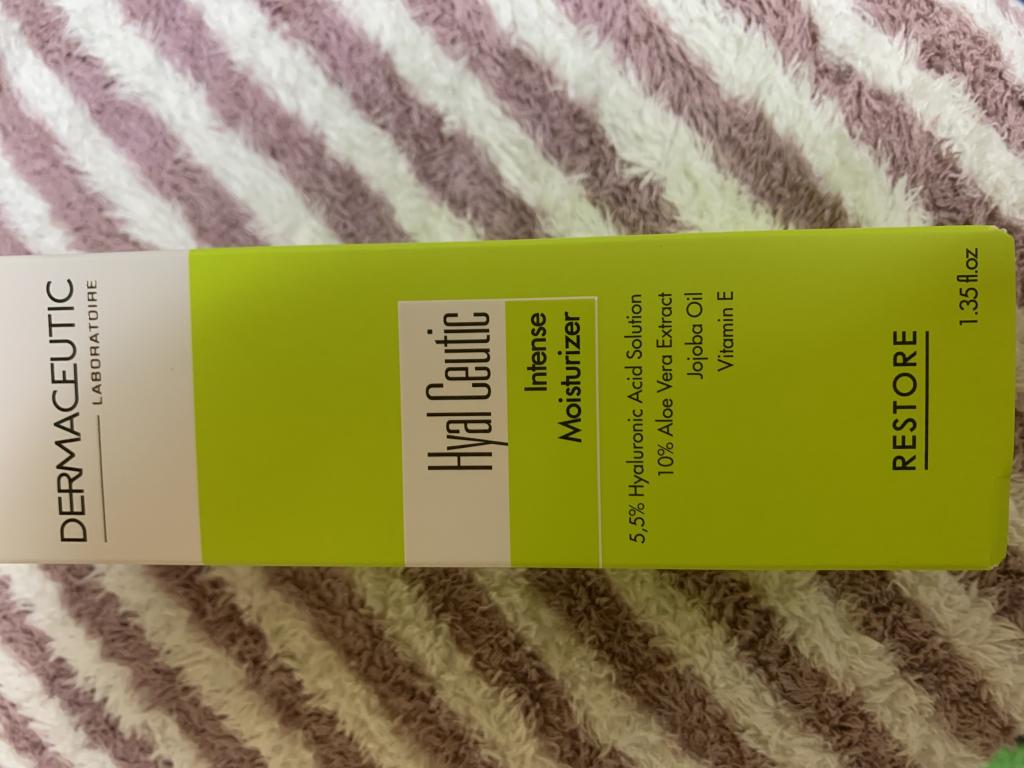 DERMACEUTIC
LABORATOIRE
Hyal Ceutic
Intense
Moisturizer
5,5% Hyaluronic Acid Solution
10% Aloe Vera Extract
Jojoba Oil
Vitamin E
RESTORE
1.35 fl.oz